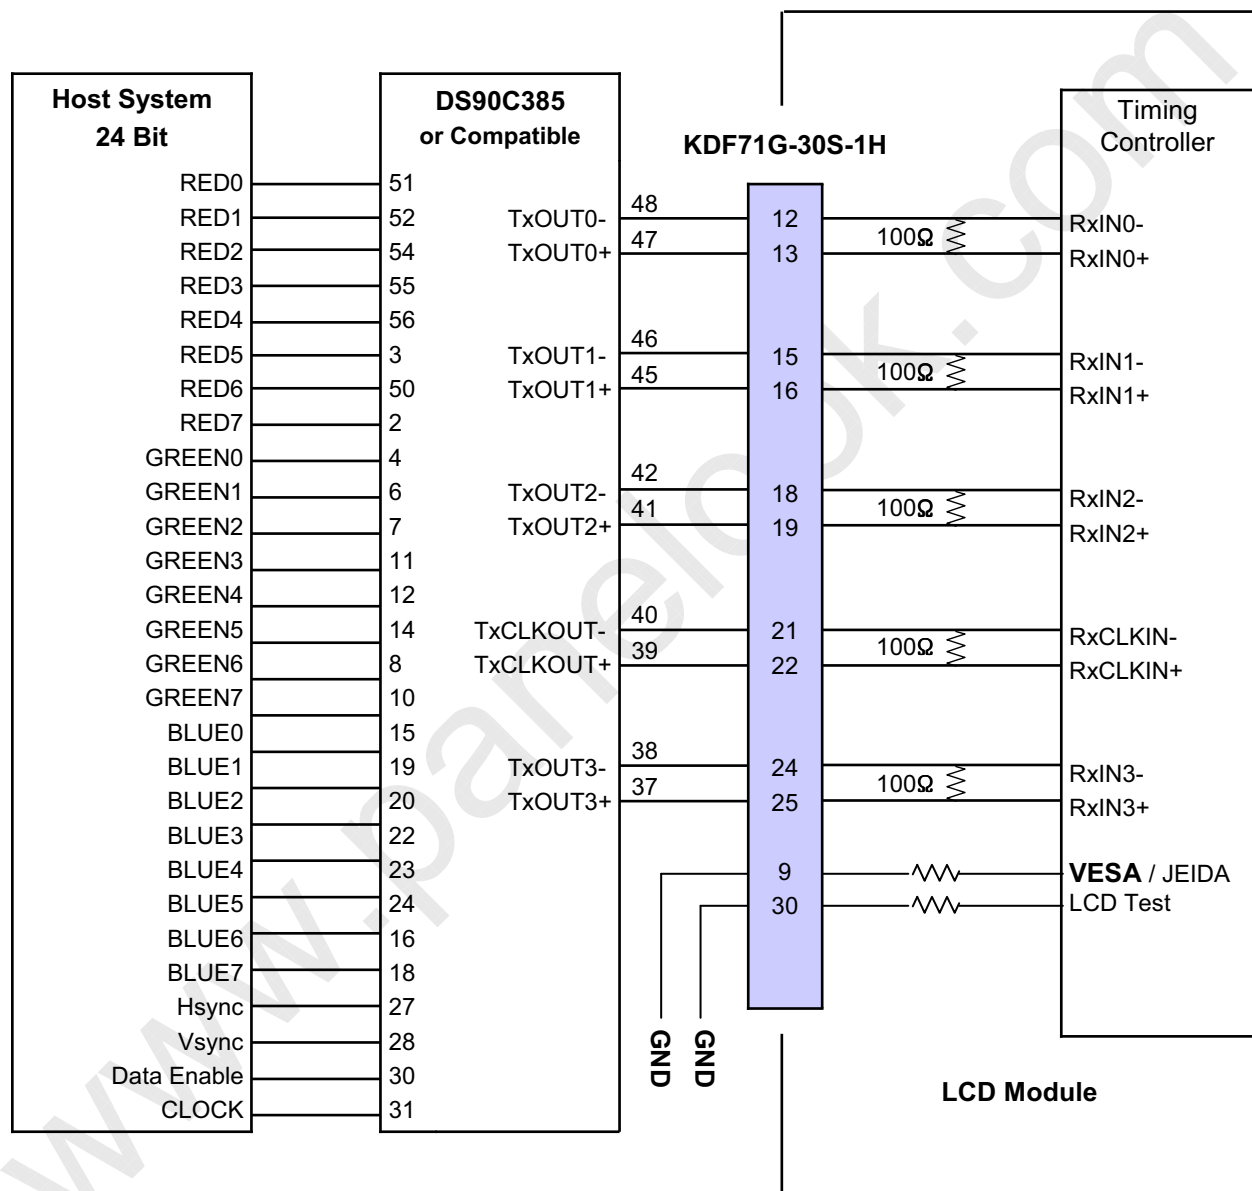 Host System
24 Bit
RED0
RED1
RED2
RED3
RED4
RED5
RED6
RED7
GREEN0
GREEN1
GREEN2
GREEN3
GREEN4
GREEN5
GREEN6
GREEN7
BLUE0
BLUE1
BLUE2
BLUE3
BLUE4
BLUE5
BLUE6
BLUE7
Hsync
Vsync
Data Enable
CLOCK
DS90C385
or Compatible
51
52
54
55
56
3
50
2
4
6
7
11
12
14
8
10
15
19
20
22
23
24
16
18
27
28
30
31
TxOUT0-
TxOUT0+
TxOUT1-
TxOUT1+
TxOUT2-
TxOUT2+
TxCLKOUT-
TxCLKOUT+
TxOUT3-
TxOUT3+
48
47
46
45
42
41
40
39
38
37
KDF71G-30S-1H
12
13
15
16
18
19
21
22
24
25
9
30
GND
GND
100Ω
100Ω
100Ω
100Ω
100Ω
Timing
Controller
RxIN0-
RxIN0+
RxIN1-
RxIN1+
RxIN2-
RxIN2+
RxCLKIN-
RxCLKIN+
RxIN3-
RxIN3+
VESA / JEIDA
LCD Test
LCD Module
www.panelook.com